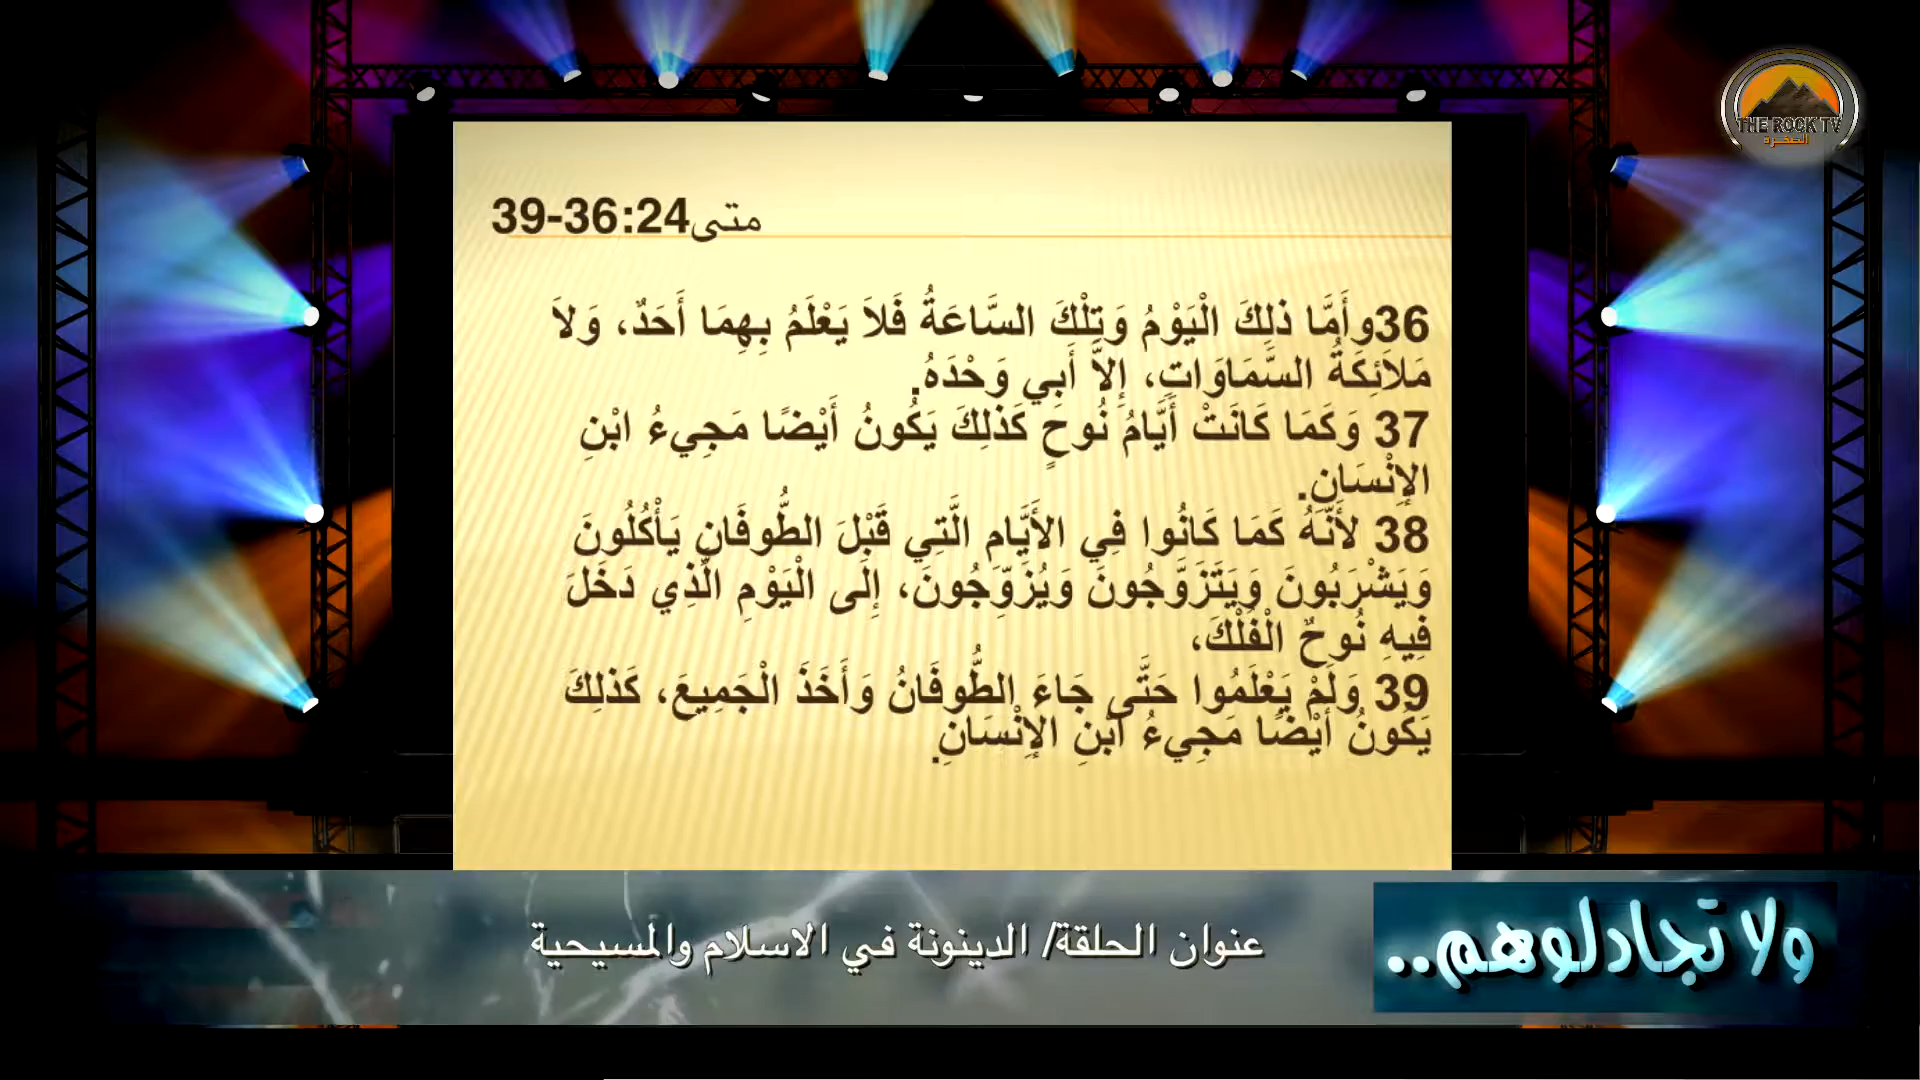 THE ROCK TV
الصخرة
متى36:24-39
36وأَمَّا ذلِكَ الْيَوْمُ وَتِلْكَ السَّاعَةُ فَلاَ يَعْلَمُ بِهِمَا أَحَدٌ، وَلاَ
مَلاَئِكَةُ السَّمَاوَاتِ، إِلاَّ أَبِي وَحْدَهُ.
37 وَكَمَا كَانَتْ أَيَّامُ نُوحٍ كَذلِكَ يَكُونُ أَيْضًا مَجِيءُ ابْنِ
الإِنْسَانِ.
38 لأَنَّهُ كَمَا كَانُوا فِي الأَيَّامِ الَّتِي قَبْلَ الطُّوفَانِ يَأْكُلُونَ
وَيَشْرَبُونَ وَيَتَزَوَّجُونَ وَيُزَوِّجُونَ، إِلَى الْيَوْمِ الَّذِي دَخَلَ
فِيهِ نُوحٌ الْفُلْكَ،
39 وَلَمْ يَعْلَمُوا حَتَّى جَاءَ الطُّوفَانُ وَأَخَذَ الْجَمِيعَ، كَذلِكَ
يَكُونُ أَيْضًا مَجِيءُ ابْنِ الإِنْسَانِ.
ولا تجادلوهم..
عنوان الحلقة/ الدينونة في الاسلام والمسيحية